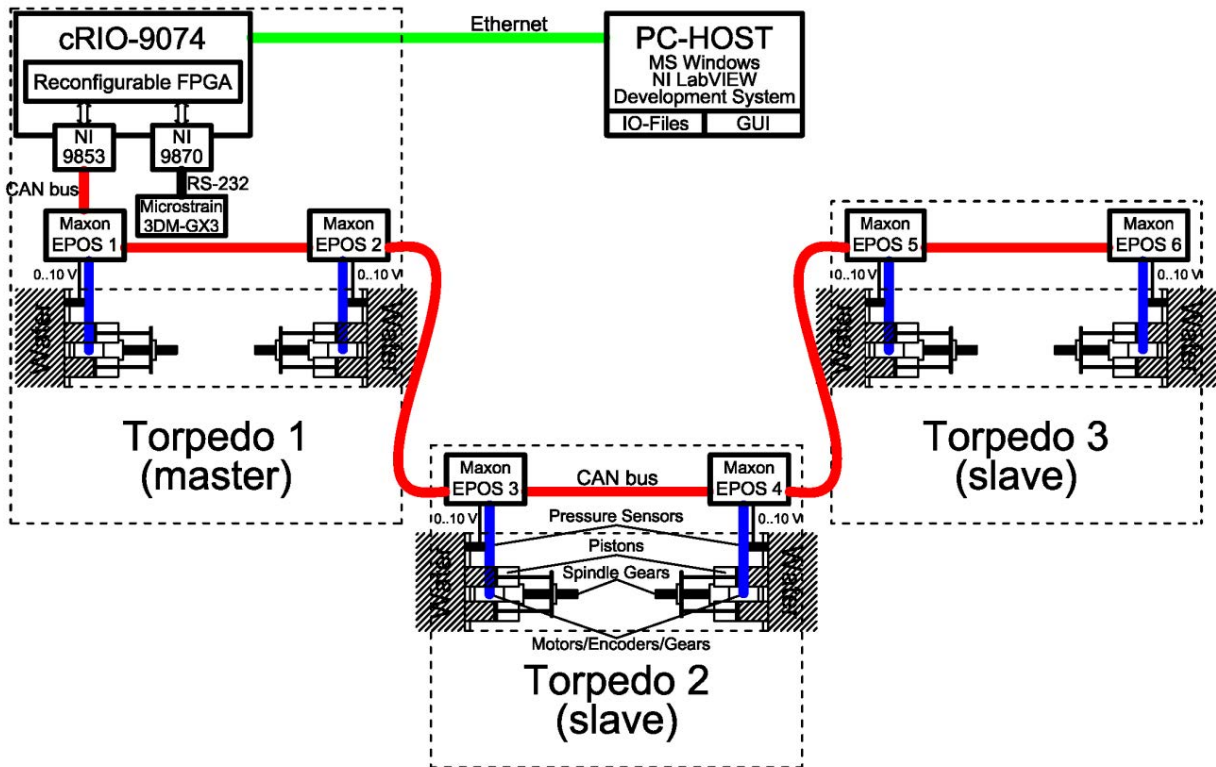 cRIO-9074
Reconfigurable FPGA
NI
9853
NI
9870
Ethernet
PC-HOST
MS Windows
NI LabVIEW
Development System
IO-Files
GUI
CAN bus
RS-232
Microstrain
3DM-GX3
Maxon
EPOS 1
Maxon
EPOS 2
0..10 V
0..10 V
Water
Water
Torpedo 1
(master)
Maxon
EPOS 5
Maxon
EPOS 6
0..10 V
0..10 V
Water
Water
Torpedo 3
(slave)
Maxon
EPOS 3
CAN bus
Maxon
EPOS 4
0..10 V
Pressure Sensors
0..10 V
Pistons
Spindle Gears
Water
Water
Motors/Encoders/Gears
Torpedo 2
(slave)